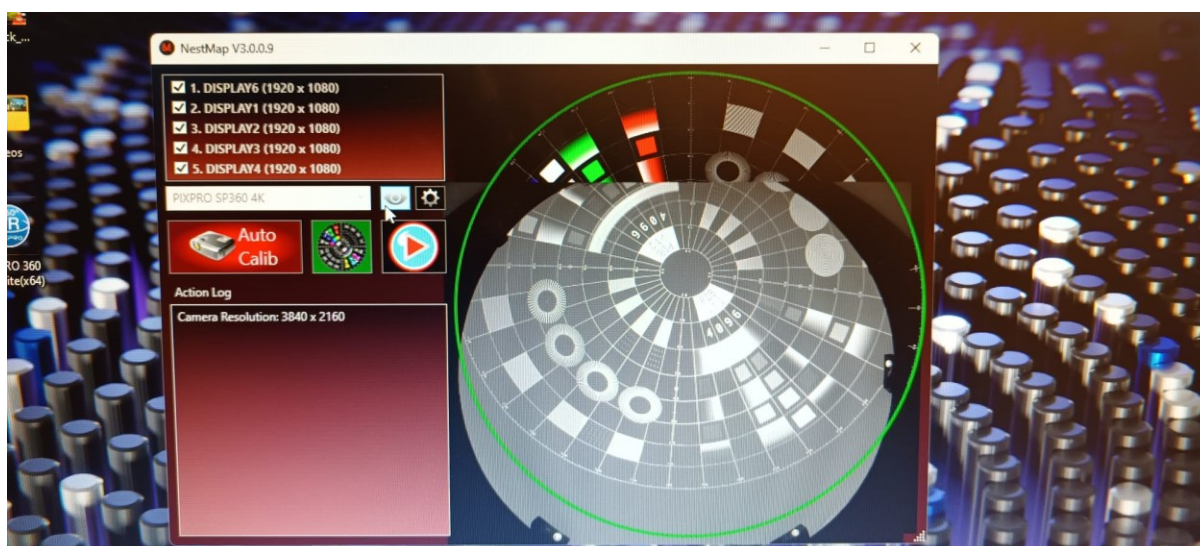 ck_...
NestMap V3.0.0.9
1. DISPLAY6 (1920 x 1080)
2. DISPLAY1 (1920 x 1080)
3. DISPLAY2 (1920 x 1080)
4. DISPLAY3 (1920 x 1080)
5. DISPLAY4 (1920 x 1080)
eos
PIXPRO SP360 4K
Auto
Calib
R
RO 360
ite(x64)
Action Log
Camera Resolution: 3840 x 2160
4096
4096